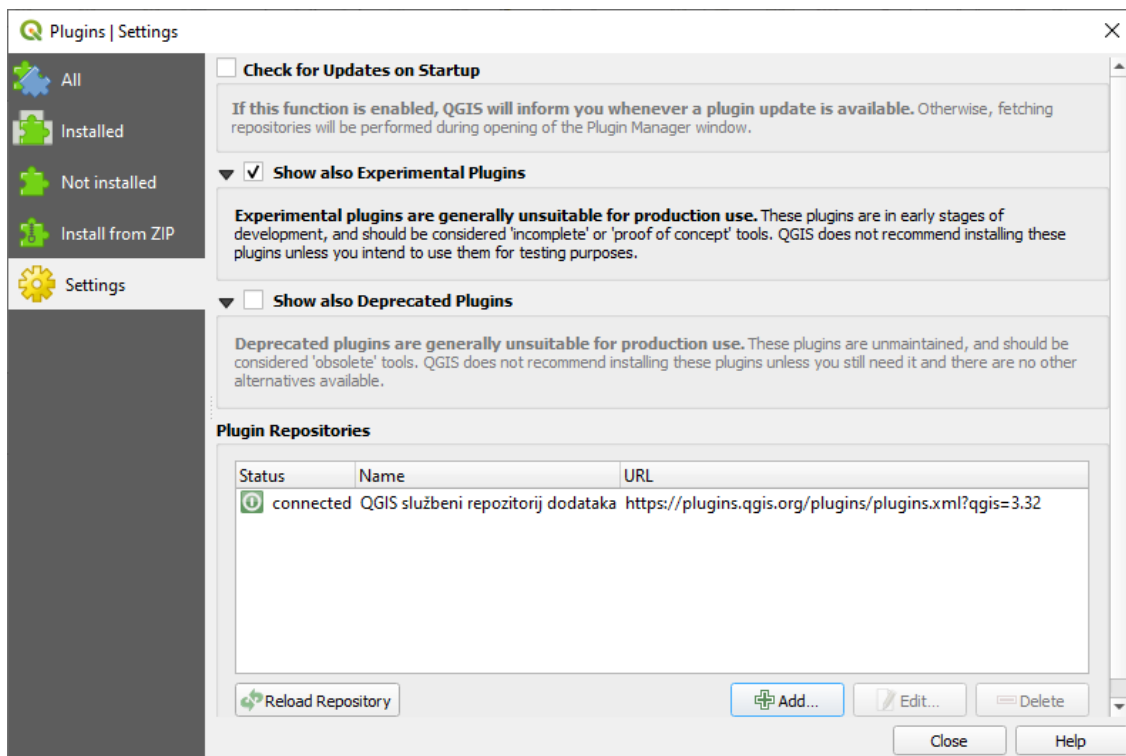 Plugins | Settings
All
Installed
Not installed
Install from ZIP
Settings
Check for Updates on Startup
If this function is enabled, QGIS will inform you whenever a plugin update is available. Otherwise, fetching
repositories will be performed during opening of the Plugin Manager window.
Show also Experimental Plugins
Experimental plugins are generally unsuitable for production use. These plugins are in early stages of
development, and should be considered 'incomplete' or 'proof of concept' tools. QGIS does not recommend installing these
plugins unless you intend to use them for testing purposes.
Show also Deprecated Plugins
Deprecated plugins are generally unsuitable for production use. These plugins are unmaintained, and should be
considered 'obsolete' tools. QGIS does not recommend installing these plugins unless you still need it and there are no other
alternatives available.
Plugin Repositories
Status Name URL
connected QGIS službeni repozitorij dodataka https://plugins.qgis.org/plugins/plugins.xml?qgis=3.32
Reload Repository Add... Edit... Delete
Close Help